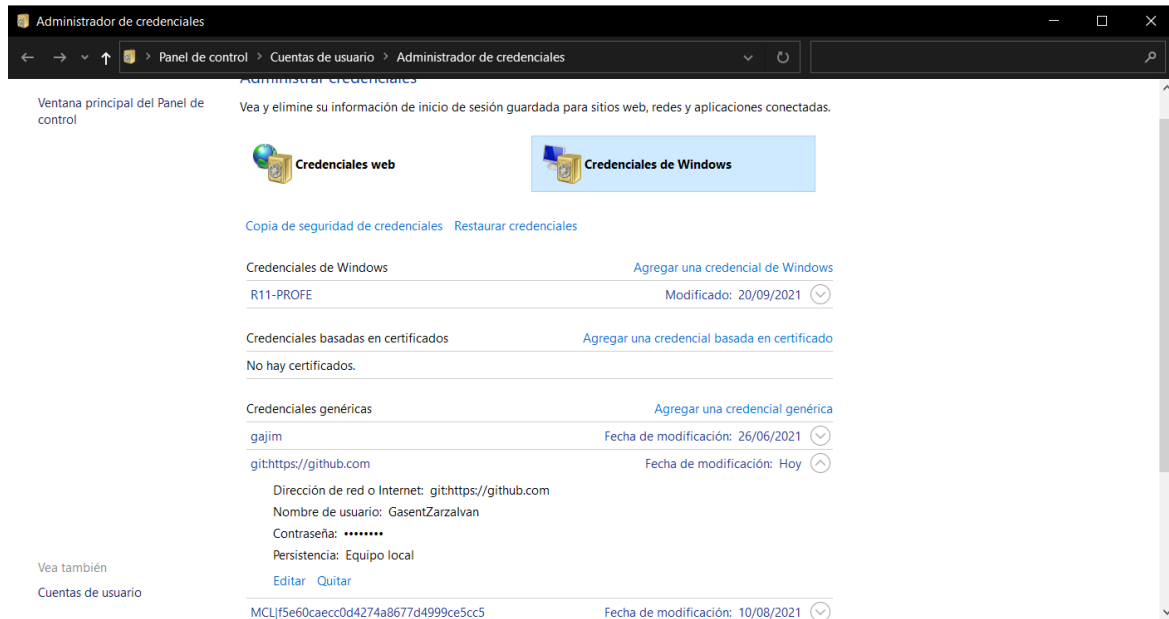 Administrador de credenciales
Panel de control > Cuentas de usuario > Administrador de credenciales
Administrar credenciales
Ventana principal del Panel de
control
Vea y elimine su información de inicio de sesión guardada para sitios web, redes y aplicaciones conectadas.
Credenciales web
Credenciales de Windows
Copia de seguridad de credenciales Restaurar credenciales
Credenciales de Windows Agregar una credencial de Windows
R11-PROFE Modificado: 20/09/2021
Credenciales basadas en certificados Agregar una credencial basada en certificado
No hay certificados.
Credenciales genéricas Agregar una credencial genérica
gajim Fecha de modificación: 26/06/2021
git:https://github.com Fecha de modificación: Hoy
Dirección de red o Internet: git:https://github.com
Nombre de usuario: GasentZarzalvan
Contraseña: ••••••••
Persistencia: Equipo local
Editar Quitar
MCL|f5e60caecc0d4274a8677d4999ce5cc5 Fecha de modificación: 10/08/2021
Vea también
Cuentas de usuario